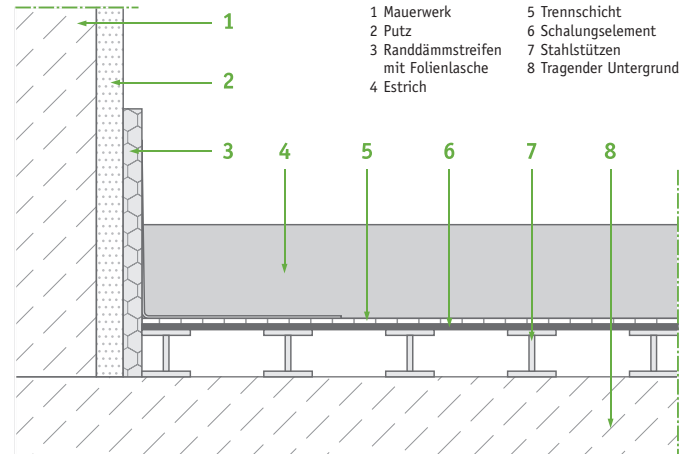 1 Mauerwerk
2 Putz
3 Randdämmstreifen
mit Folienlasche
4 Estrich
5 Trennschicht
6 Schalungselement
7 Stahlstützen
8 Tragender Untergrund
1
2
3 4 5 6 7 8